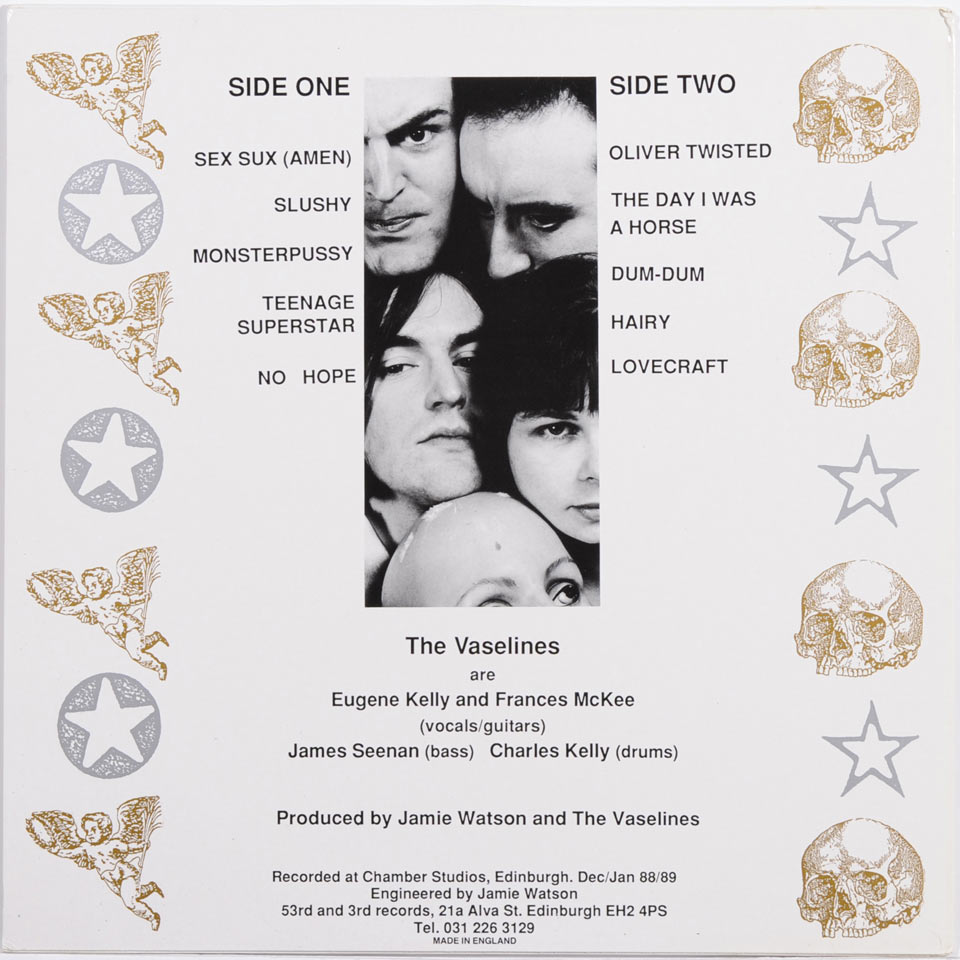 SIDE ONE
SEX SUX (AMEN)
SLUSHY
MONSTERPUSSY
TEENAGE
SUPERSTAR
NO HOPE
SIDE TWO
OLIVER TWISTED
THE DAY I WAS
A HORSE
DUM-DUM
HAIRY
LOVECRAFT
The Vaselines
are
Eugene Kelly and Frances McKee
(vocals/guitars)
James Seenan (bass) Charles Kelly (drums)
Produced by Jamie Watson and The Vaselines
Recorded at Chamber Studios, Edinburgh. Dec/Jan 88/89
Engineered by Jamie Watson
53rd and 3rd records, 21a Alva St. Edinburgh EH2 4PS
Tel. 031 226 3129
MADE IN ENGLAND